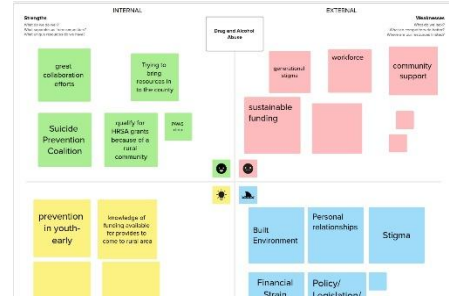 INTERNAL
EXTERNAL
Strengths
Weaknesses
Drug and Alcohol
Abuse
great
collaboration
efforts
Trying to
bring
resources in
to the county
generational
stigma
workforce
community
support
Suicide
Prevention
Coalition
qualify for
HRSA grants
because of a
rural
community
sustainable
funding
prevention
in youth-
early
Knowledge of
funding available
for provides to
come to rural area
Built
Environment
Personal
relationships
Stigma
Financial
Strain
Policy/
Legislation/